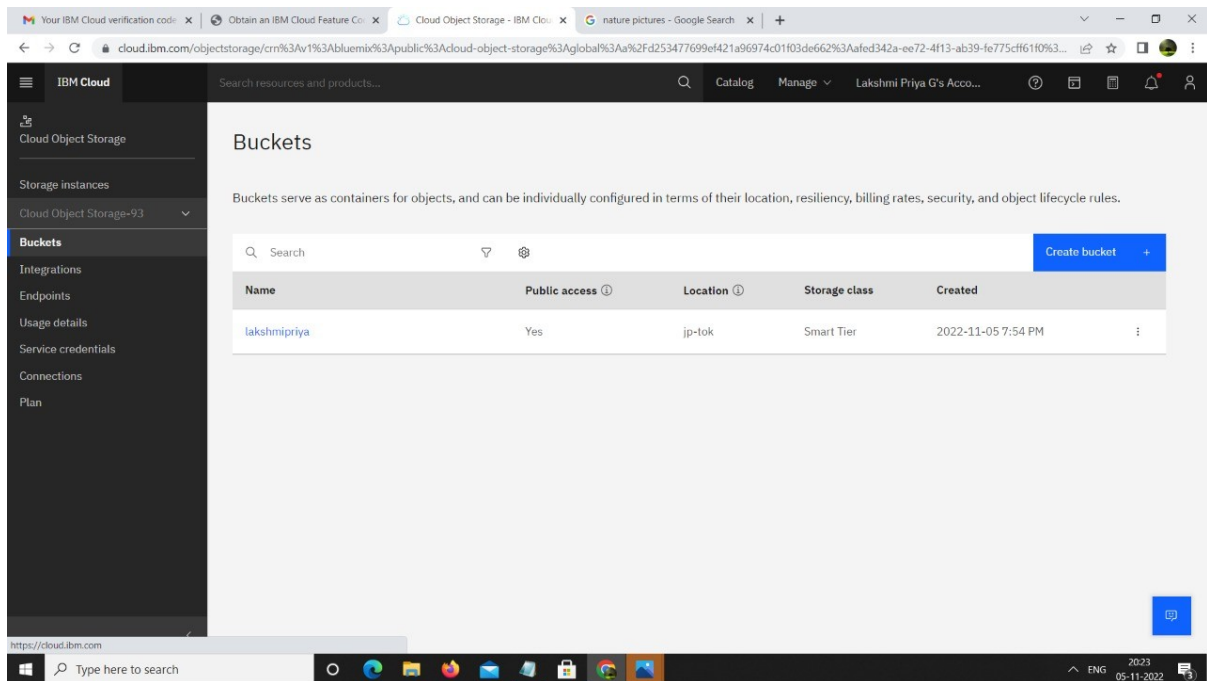 Your IBM Cloud verification code
Obtain an IBM Cloud Feature Co
Cloud Object Storage - IBM Clou
nature pictures - Google Search
cloud.ibm.com/objectstorage/crn%3Av1%3Abluemix%3Apublic%3Acloud-object-storage%3Aglobal%3Aa%2Fd253477699ef421a96974c01f03de662%3Aafed342a-ee72-4f13-ab39-fe775cff61f0%3...
IBM Cloud
Search resources and products...
Catalog
Manage
Lakshmi Priya G's Acco...
Cloud Object Storage
Storage instances
Cloud Object Storage-93
Buckets
Integrations
Endpoints
Usage details
Service credentials
Connections
Plan
Buckets
Buckets serve as containers for objects, and can be individually configured in terms of their location, resiliency, billing rates, security, and object lifecycle rules.
Search
Create bucket +
Name Public access Location Storage class Created
lakshmipriya Yes jp-tok Smart Tier 2022-11-05 7:54 PM
https://cloud.ibm.com
Type here to search
ENG
20:23
05-11-2022
3